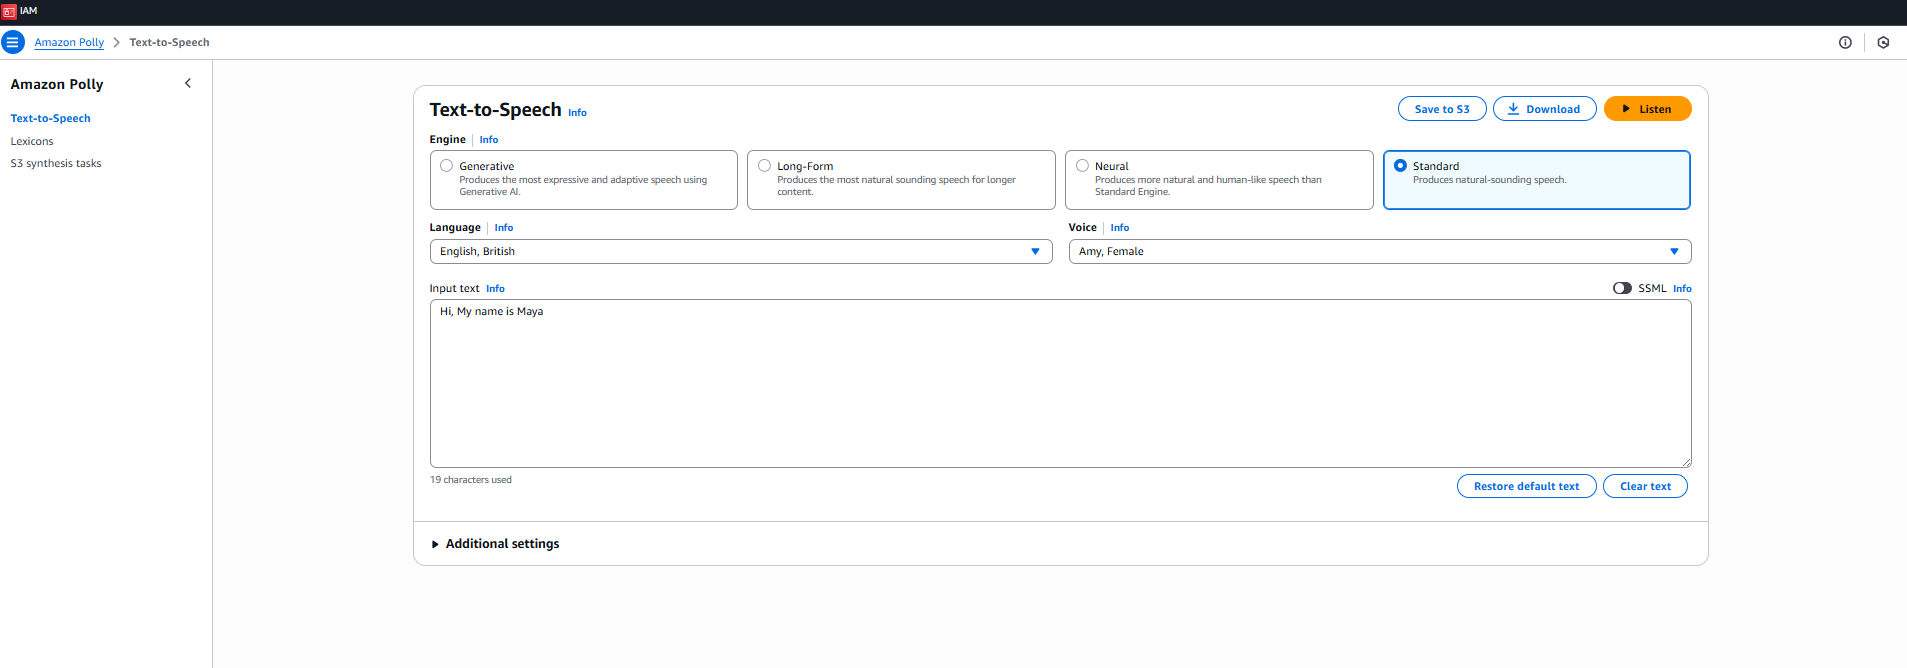 IAM
Amazon Polly > Text-to-Speech
Amazon Polly
Text-to-Speech
Lexicons
S3 synthesis tasks
Text-to-Speech Info
Save to S3
Download
Listen
Engine Info
Generative
Produces the most expressive and adaptive speech using
Generative AI.
Long-Form
Produces the most natural sounding speech for longer
content.
Neural
Produces more natural and human-like speech than
Standard Engine.
Standard
Produces natural-sounding speech.
Language Info
English, British
Voice Info
Amy, Female
Input text Info
SSML Info
Hi, My name is Maya
19 characters used
Restore default text
Clear text
Additional settings